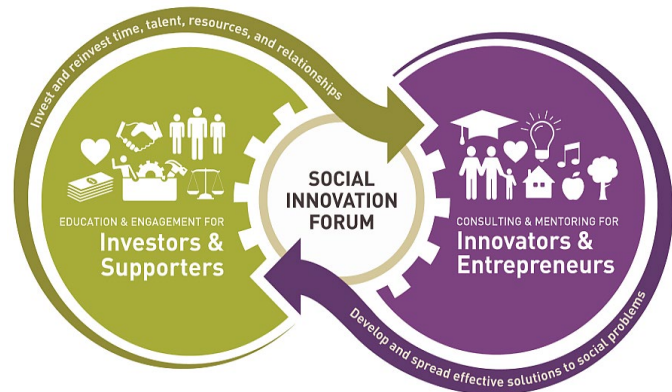 Invest and reinvest time, talent, resources, and relationships
EDUCATION & ENGAGEMENT FOR
Investors &
Supporters
SOCIAL
INNOVATION
FORUM
CONSULTING & MENTORING FOR
Innovators &
Entrepreneurs
Develop and spread effective solutions to social problems